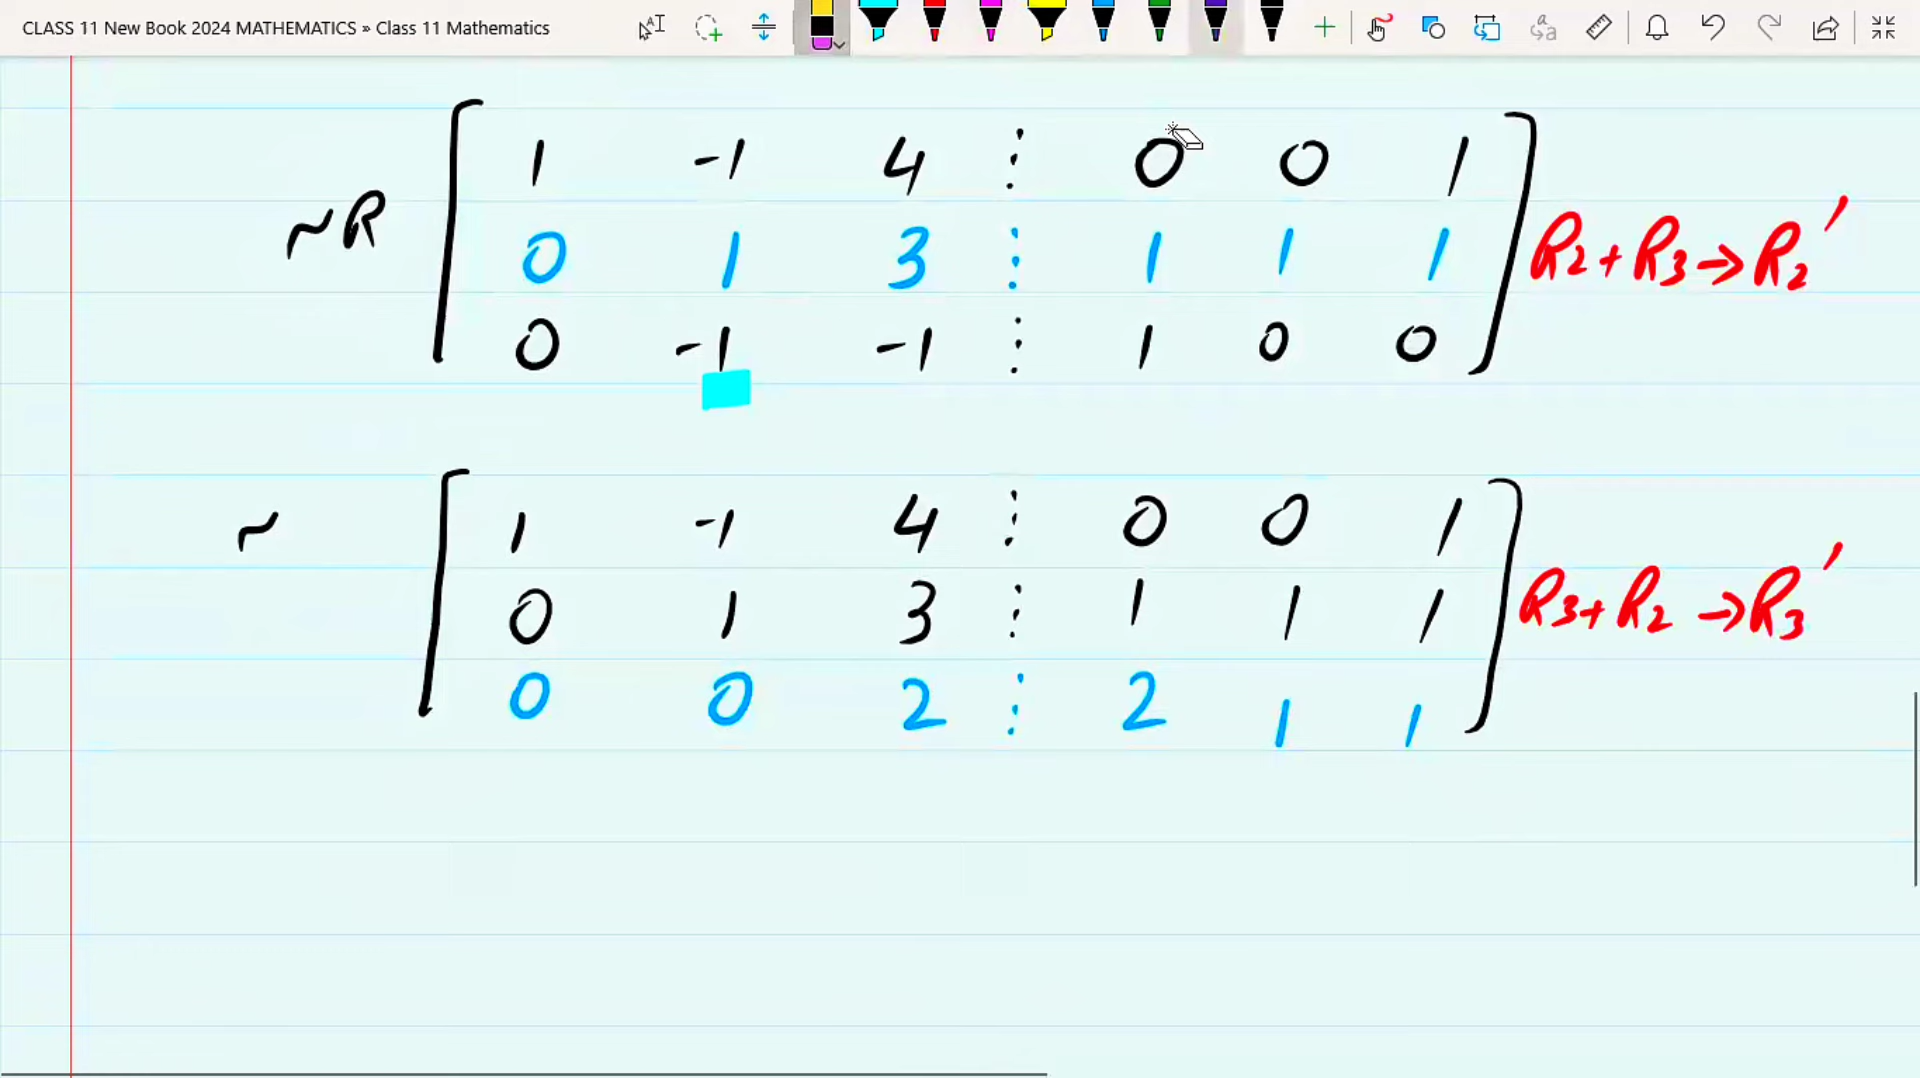 CLASS 11 New Book 2024 MATHEMATICS » Class 11 Mathematics
1 -1 4 ⋮ 0 0 1
~R 0 1 3 ⋮ 1 1 1 R2+R3→R2'
0 -1 -1 ⋮ 1 0 0
~ 1 -1 4 ⋮ 0 0 1
0 1 3 ⋮ 1 1 1 R3+R2→R3'
0 0 2 ⋮ 2 1 1